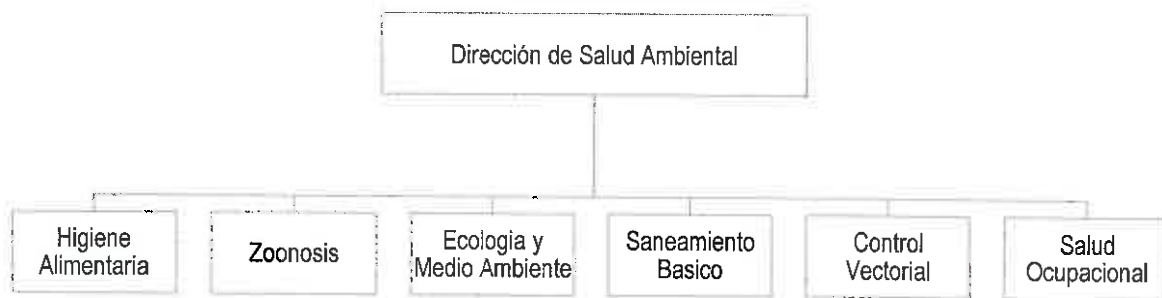 Dirección de Salud Ambiental
Higiene
Alimentaria
Zoonosis
Ecologia y
Medio Ambiente
Saneamiento
Basico
Control
Vectorial
Salud
Ocupacional